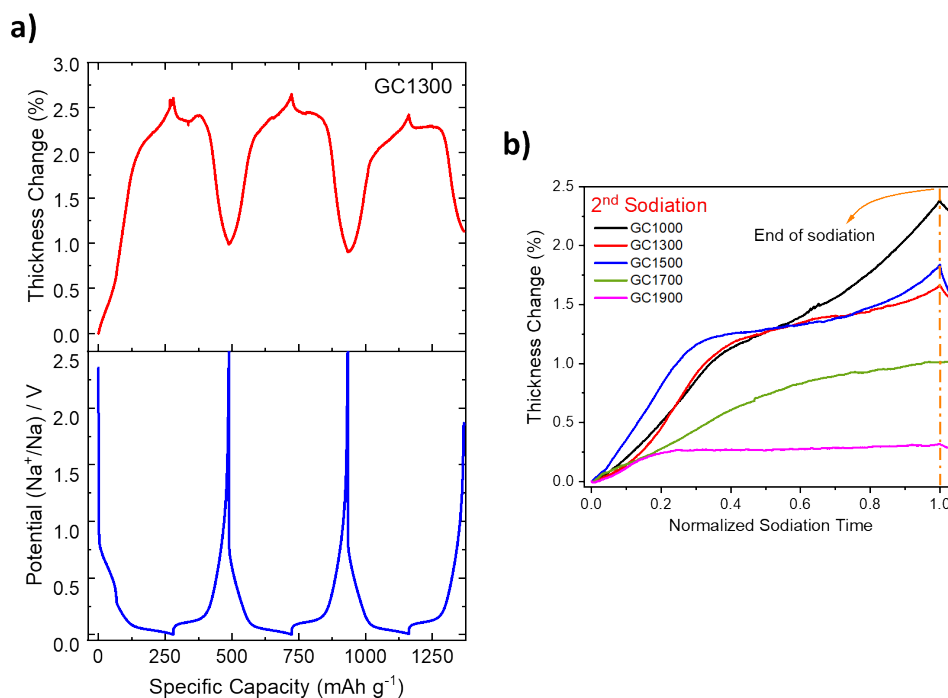 a)
3.0
2.5
2.0
1.5
1.0
0.5
0.0
Thickness Change (%)
GC1300
2.5
2.0
1.5
1.0
0.5
0.0
Potential (Na⁺/Na) / V
0 250 500 750 1000 1250
Specific Capacity (mAh g⁻¹)
b)
2.5
2.0
1.5
1.0
0.5
0.0
Thickness Change (%)
2ⁿᵈ Sodiation
GC1000
GC1300
GC1500
GC1700
GC1900
End of sodiation
0.0 0.2 0.4 0.6 0.8 1.0
Normalized Sodiation Time